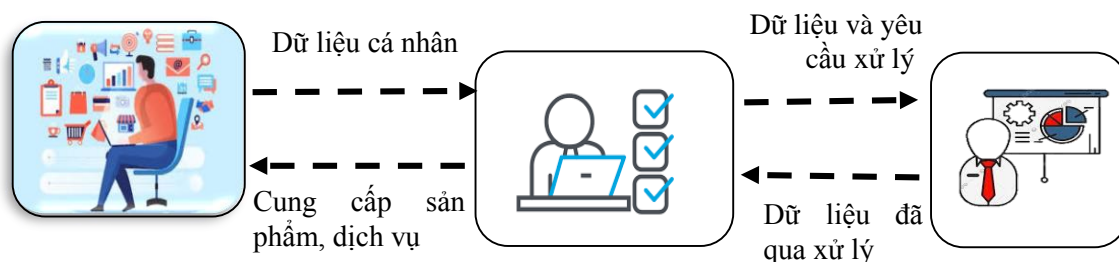 Dữ liệu cá nhân
Cung cấp sản
phẩm, dịch vụ
Dữ liệu và yêu
cầu xử lý
Dữ liệu đã
qua xử lý